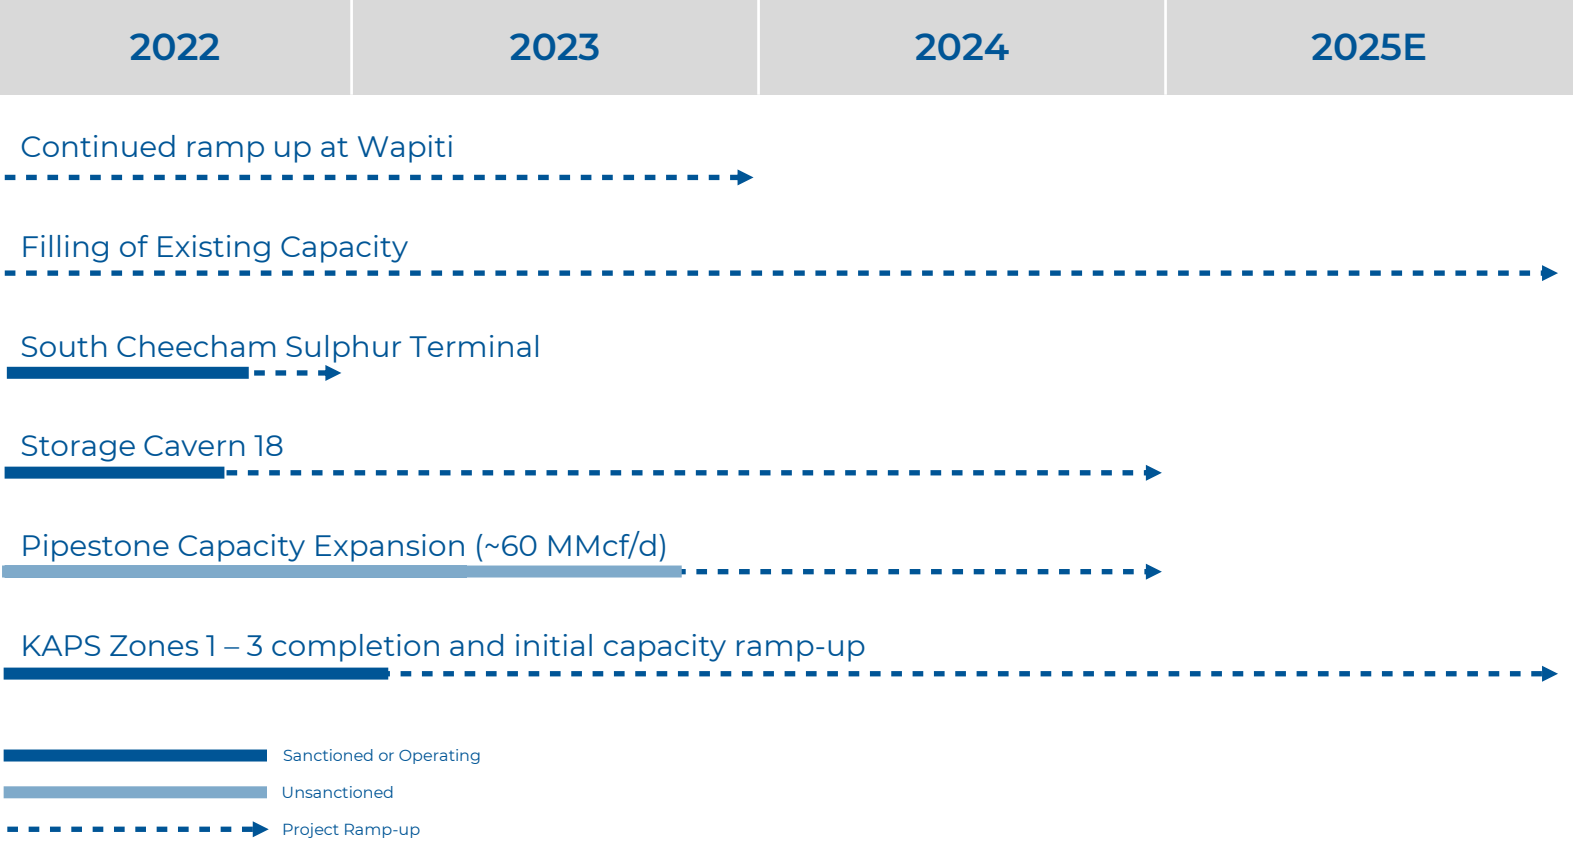 2022 2023 2024 2025E
Continued ramp up at Wapiti
Filling of Existing Capacity
South Cheecham Sulphur Terminal
Storage Cavern 18
Pipestone Capacity Expansion (~60 MMcf/d)
KAPS Zones 1 – 3 completion and initial capacity ramp-up
Sanctioned or Operating
Unsanctioned
Project Ramp-up